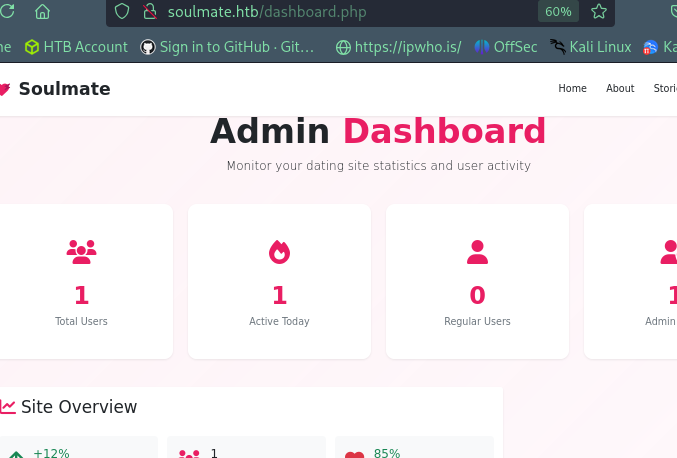 soulmate.htb/dashboard.php 60%
HTB Account Sign in to GitHub · Git… https://ipwho.is/ OffSec Kali Linux Ka
Soulmate Home About Stori
Admin Dashboard
Monitor your dating site statistics and user activity
1 1 0 1
Total Users Active Today Regular Users Admin
Site Overview
+12% 1 85%